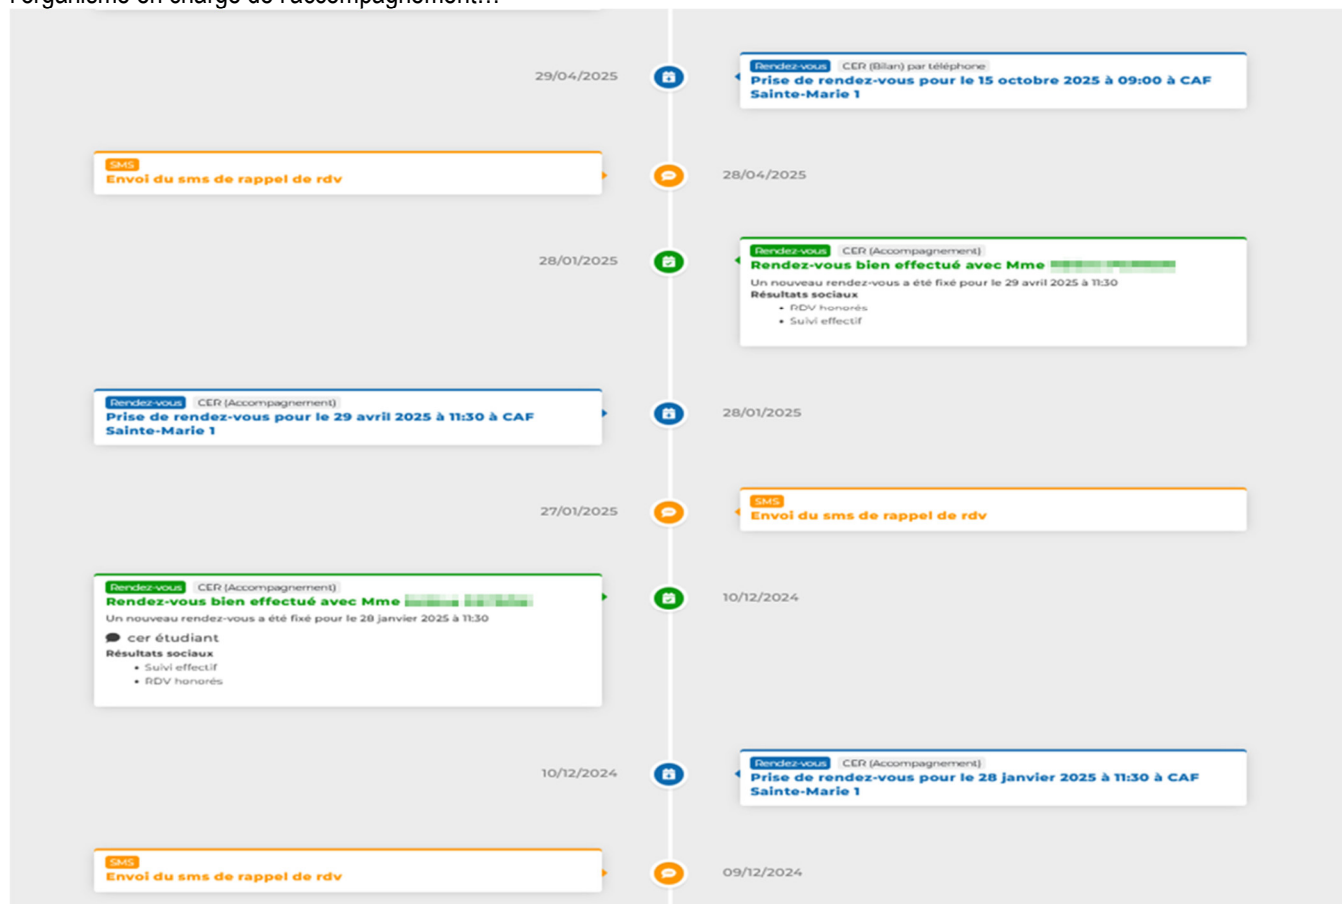 l'organisme en charge de l'accompagnement...
29/04/2025
Rendez-vous CER (Bilan) par téléphone
Prise de rendez-vous pour le 15 octobre 2025 à 09:00 à CAF
Sainte-Marie 1
SMS
Envoi du sms de rappel de rdv
28/04/2025
28/01/2025
Rendez-vous CER (Accompagnement)
Rendez-vous bien effectué avec Mme
Un nouveau rendez-vous a été fixé pour le 29 avril 2025 à 11:30
Résultats sociaux
• RDV honorés
• Suivi effectif
Rendez-vous CER (Accompagnement)
Prise de rendez-vous pour le 29 avril 2025 à 11:30 à CAF
Sainte-Marie 1
28/01/2025
27/01/2025
SMS
Envoi du sms de rappel de rdv
Rendez-vous CER (Accompagnement)
Rendez-vous bien effectué avec Mme
Un nouveau rendez-vous a été fixé pour le 28 janvier 2025 à 11:30
cer étudiant
Résultats sociaux
• Suivi effectif
• RDV honorés
10/12/2024
10/12/2024
Rendez-vous CER (Accompagnement)
Prise de rendez-vous pour le 28 janvier 2025 à 11:30 à CAF
Sainte-Marie 1
SMS
Envoi du sms de rappel de rdv
09/12/2024